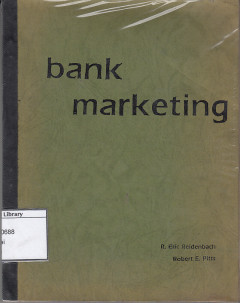 bank
marketing
Library
0688
R. Eric Reidenbach
Robert E. Pitts